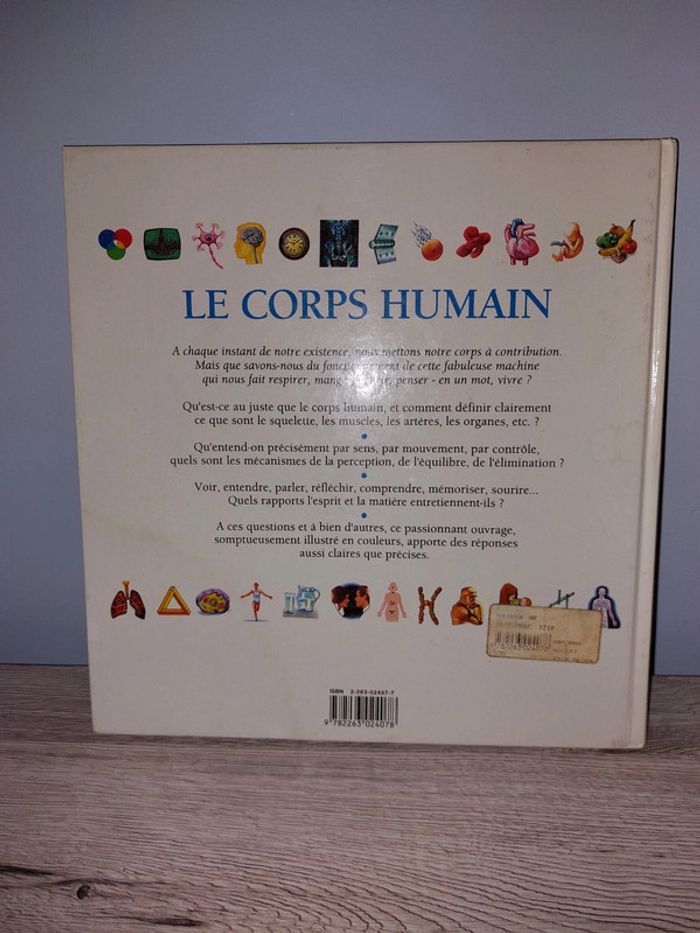 LE CORPS HUMAIN
A chaque instant de notre existence, nous mettons notre corps à contribution.
Mais que savons-nous du fonctionnement de cette fabuleuse machine
qui nous fait respirer, penser - en un mot, vivre ?
Qu'est-ce au juste que le corps humain, et comment définir clairement
ce que sont le squelette, les muscles, les artères, les organes, etc. ?
Qu'entend-on précisément par sens, par mouvement, par contrôle,
quels sont les mécanismes de la perception, de l'équilibre, de l'élimination ?
Voir, entendre, parler, réfléchir, comprendre, mémoriser, sourire...
Quels rapports l'esprit et la matière entretiennent-ils ?
A ces questions et à bien d'autres, ce passionnant ouvrage,
somptueusement illustré en couleurs, apporte des réponses
aussi claires que précises.
171F
9782263024078
ISBN 2-263-02407-7
9 782263 024078